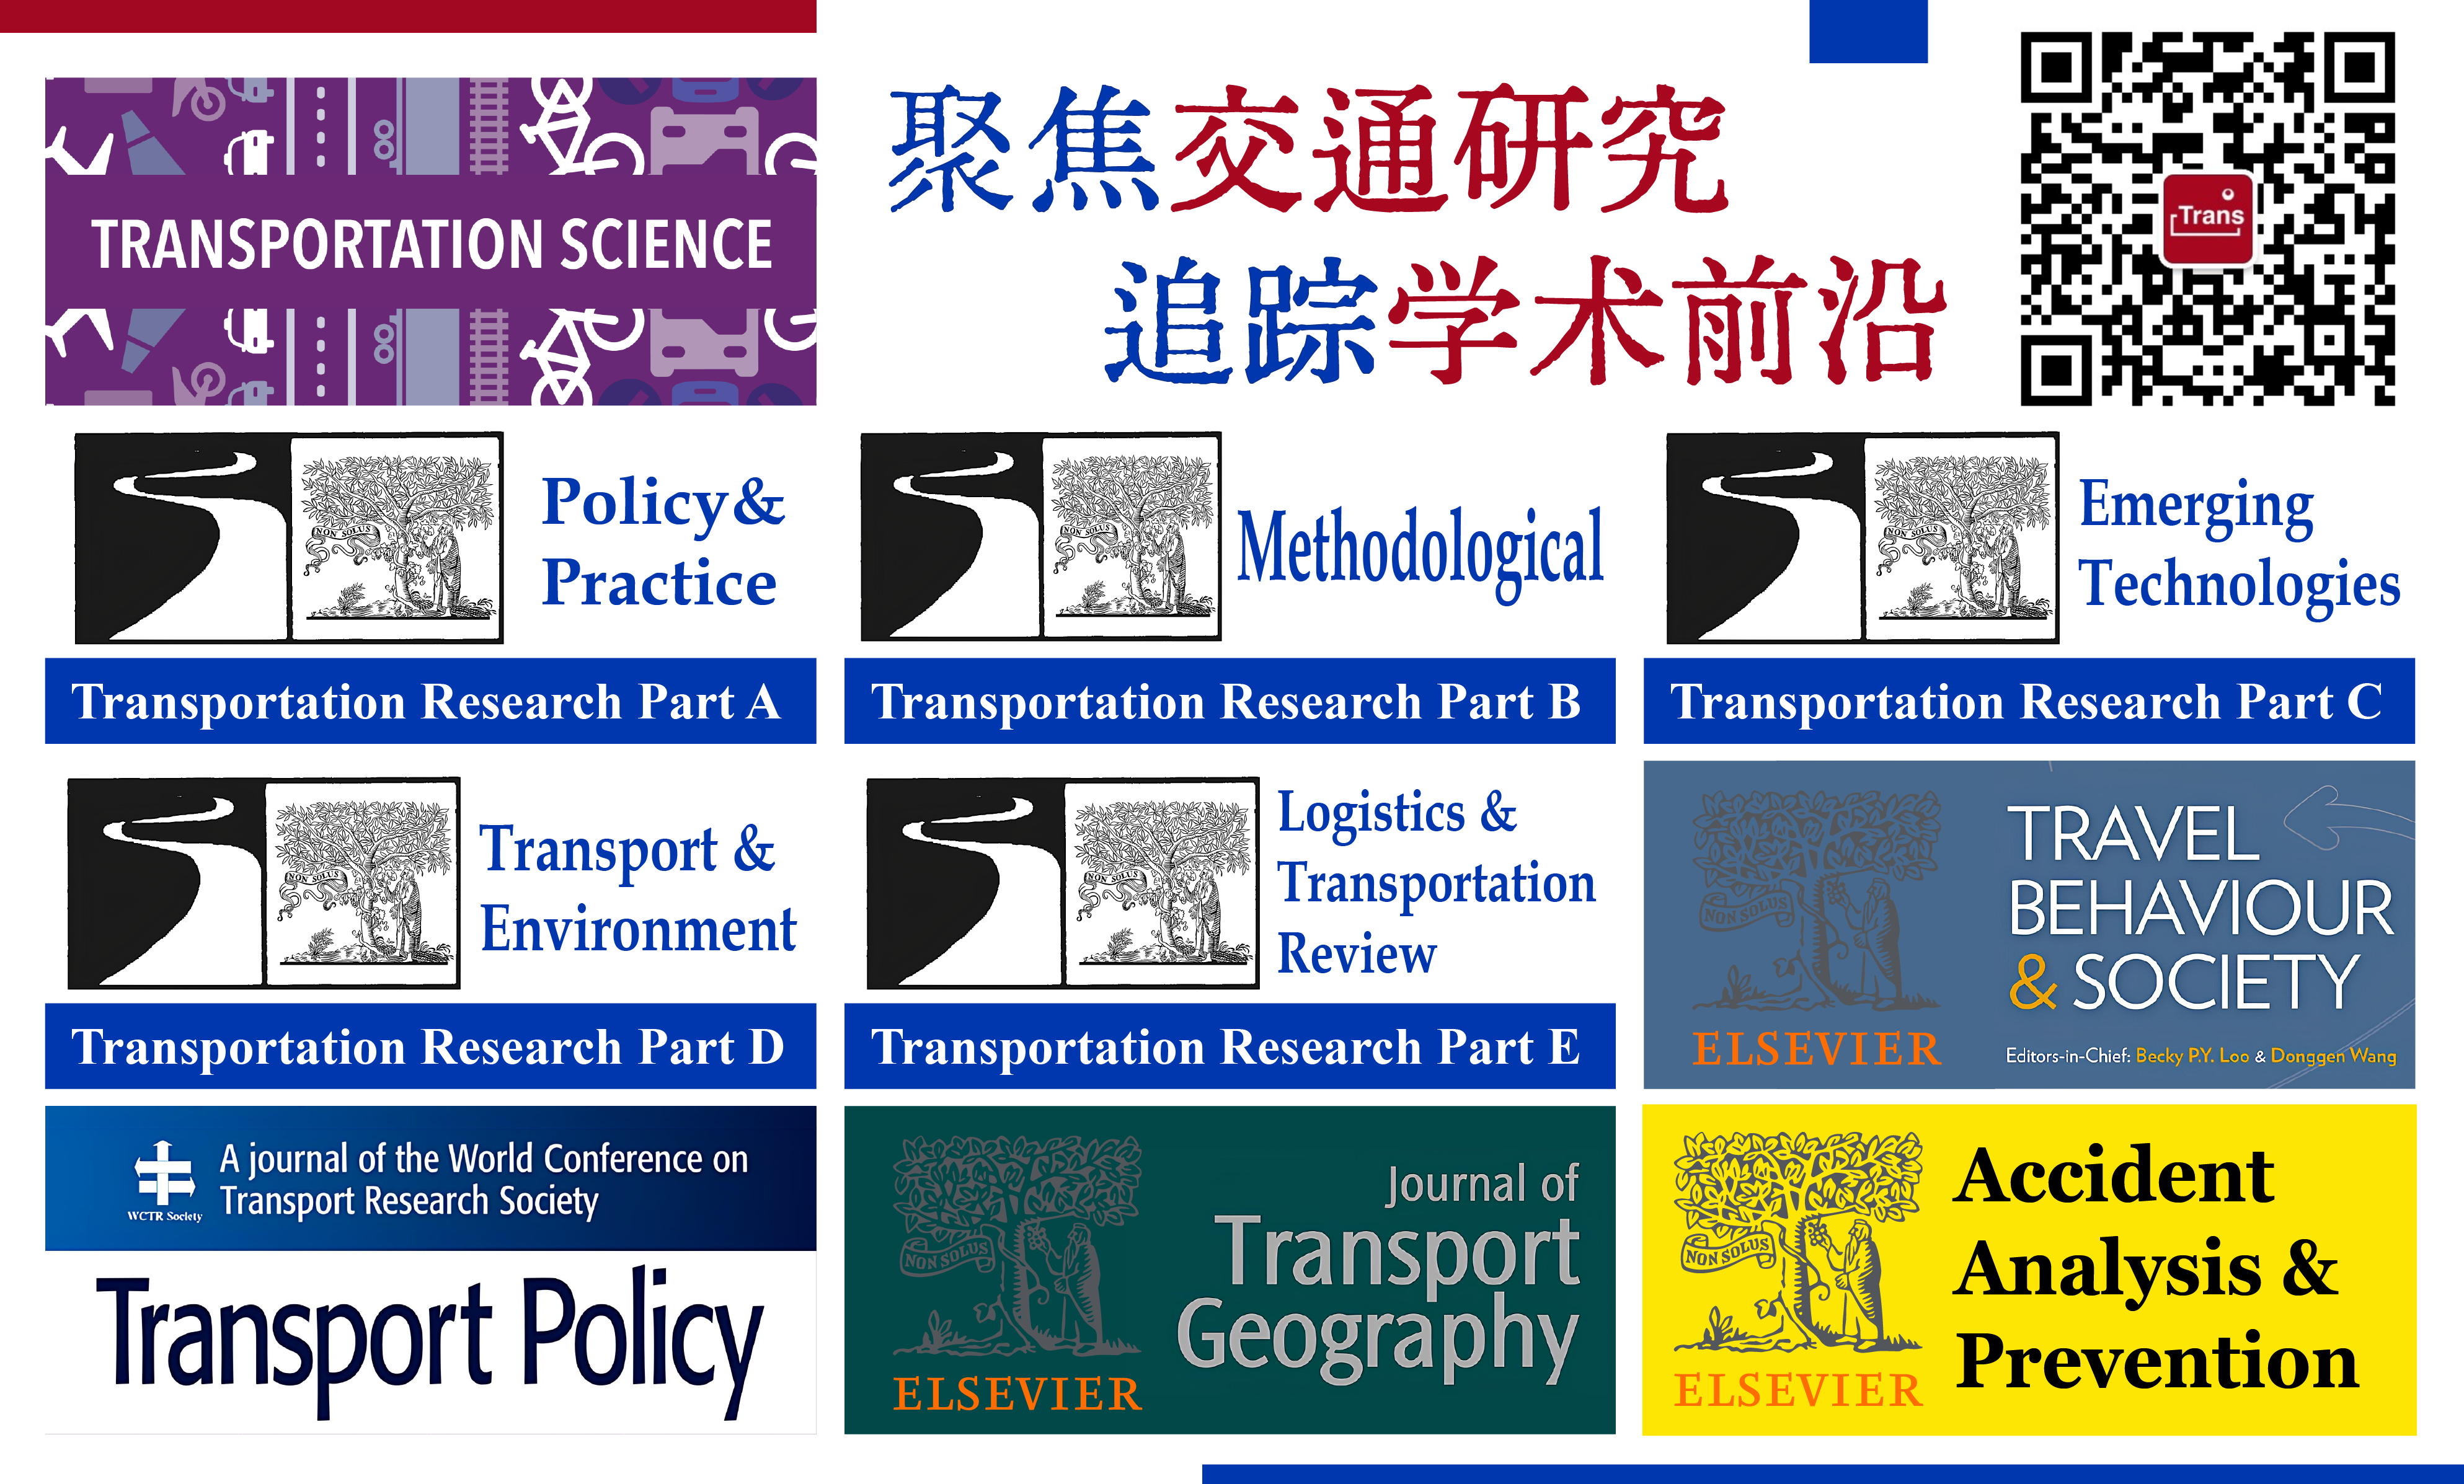 TRANSPORTATION SCIENCE
聚焦交通研究
追踪学术前沿
Trans
NON SOLUS
Policy&
Practice
Transportation Research Part A
NON SOLUS
Methodological
Transportation Research Part B
NON SOLUS
Emerging
Technologies
Transportation Research Part C
NON SOLUS
Transport &
Environment
Transportation Research Part D
NON SOLUS
Logistics &
Transportation
Review
Transportation Research Part E
NON SOLUS
ELSEVIER
TRAVEL
BEHAVIOUR
& SOCIETY
Editors-in-Chief: Becky P.Y. Loo & Donggen Wang
WCTR Society
A journal of the World Conference on
Transport Research Society
Transport Policy
NON SOLUS
ELSEVIER
Journal of
Transport
Geography
NON SOLUS
ELSEVIER
Accident
Analysis &
Prevention